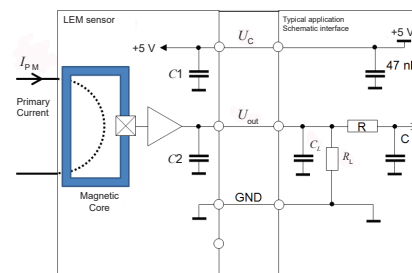 LEM sensor
Typical application
Schematic interface
+5 V
U_C
+5 V
I_PM
C1
47 nF
Primary
Current
U_out
R
C2
C_L
R_L
C
GND
Magnetic
Core